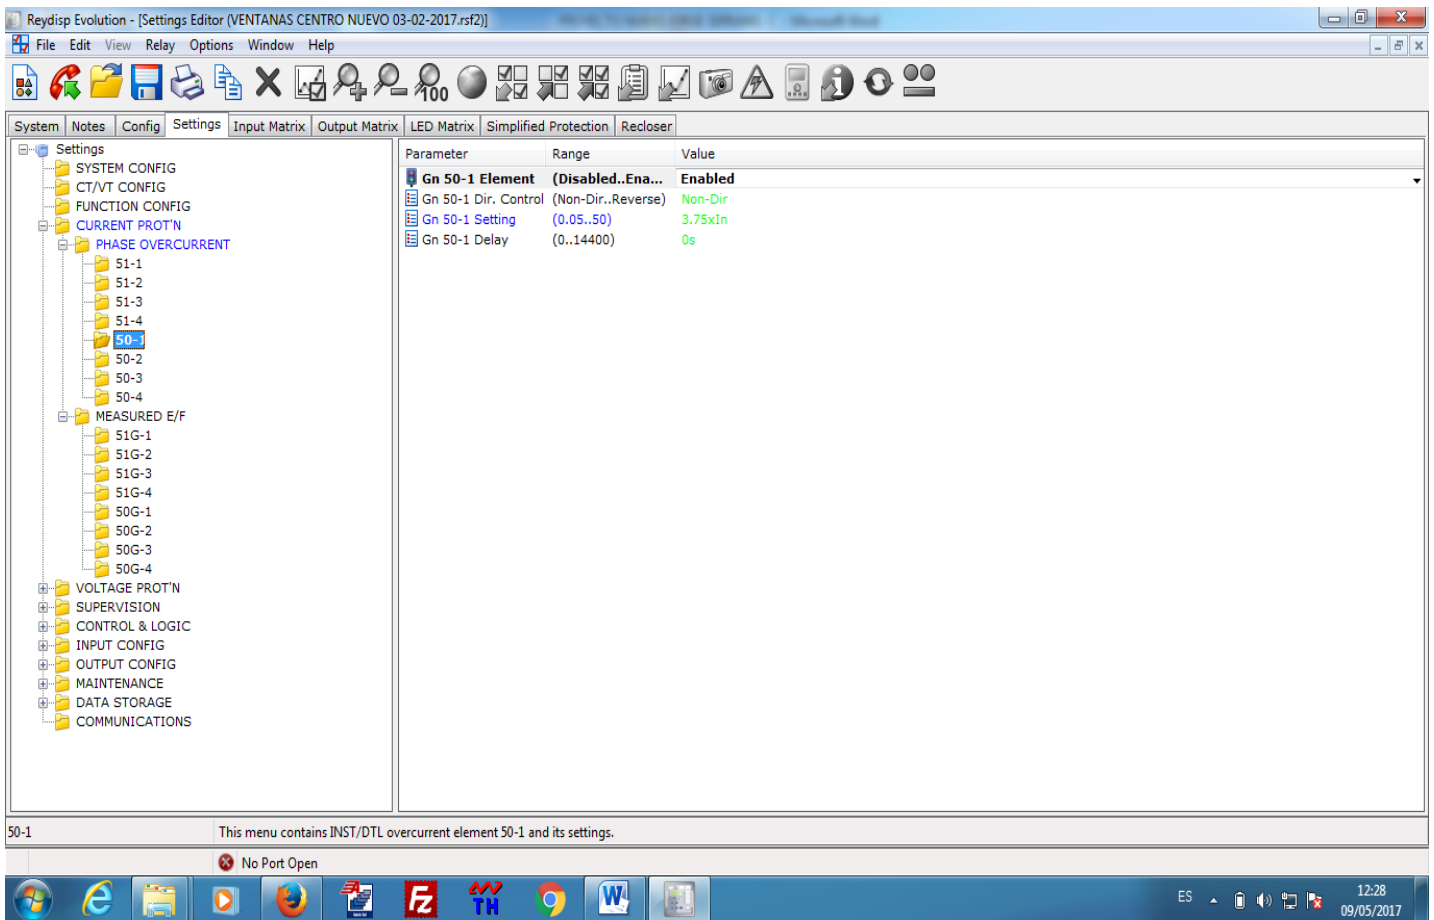 Reydisp Evolution - [Settings Editor (VENTANAS CENTRO NUEVO 03-02-2017.rsf2)]
File Edit View Relay Options Window Help
100
System Notes Config Settings Input Matrix Output Matrix LED Matrix Simplified Protection Recloser
Settings
SYSTEM CONFIG
CT/VT CONFIG
FUNCTION CONFIG
CURRENT PROT'N
PHASE OVERCURRENT
51-1
51-2
51-3
51-4
50-1
50-2
50-3
50-4
MEASURED E/F
51G-1
51G-2
51G-3
51G-4
50G-1
50G-2
50G-3
50G-4
VOLTAGE PROT'N
SUPERVISION
CONTROL & LOGIC
INPUT CONFIG
OUTPUT CONFIG
MAINTENANCE
DATA STORAGE
COMMUNICATIONS
Parameter Range Value
Gn 50-1 Element (Disabled..Ena... Enabled
Gn 50-1 Dir. Control (Non-Dir..Reverse) Non-Dir
Gn 50-1 Setting (0.05..50) 3.75xIn
Gn 50-1 Delay (0..14400) 0s
50-1 This menu contains INST/DTL overcurrent element 50-1 and its settings.
No Port Open
TH
ES
12:28
09/05/2017